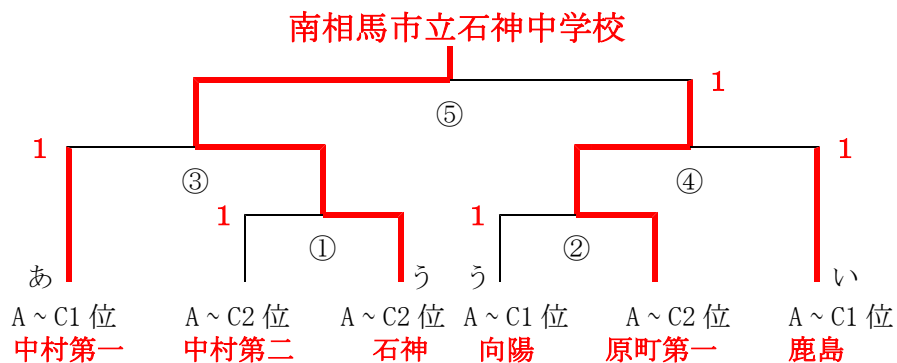 南相馬市立石神中学校
1
⑤
1
1
③
④
1
1
①
②
あ
う
う
い
A~C1位
A~C2位
A~C2位
A~C1位
A~C2位
A~C1位
中村第一
中村第二
石神
向陽
原町第一
鹿島